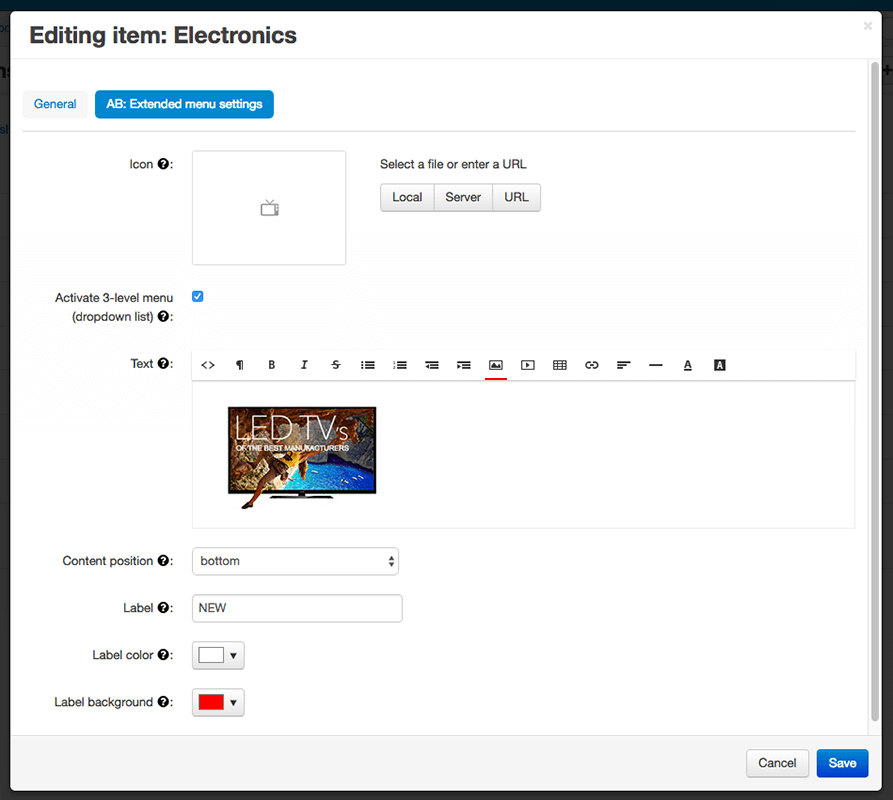 Editing item: Electronics
×
General
AB: Extended menu settings
Icon ?:
Select a file or enter a URL
Local
Server
URL
Activate 3-level menu
(dropdown list) ?:
Text ?:
<> ¶ B I S A A
LED TV's
OF THE BEST MANUFACTURERS
Content position ?:
bottom
Label ?:
NEW
Label color ?:
Label background ?:
Cancel
Save